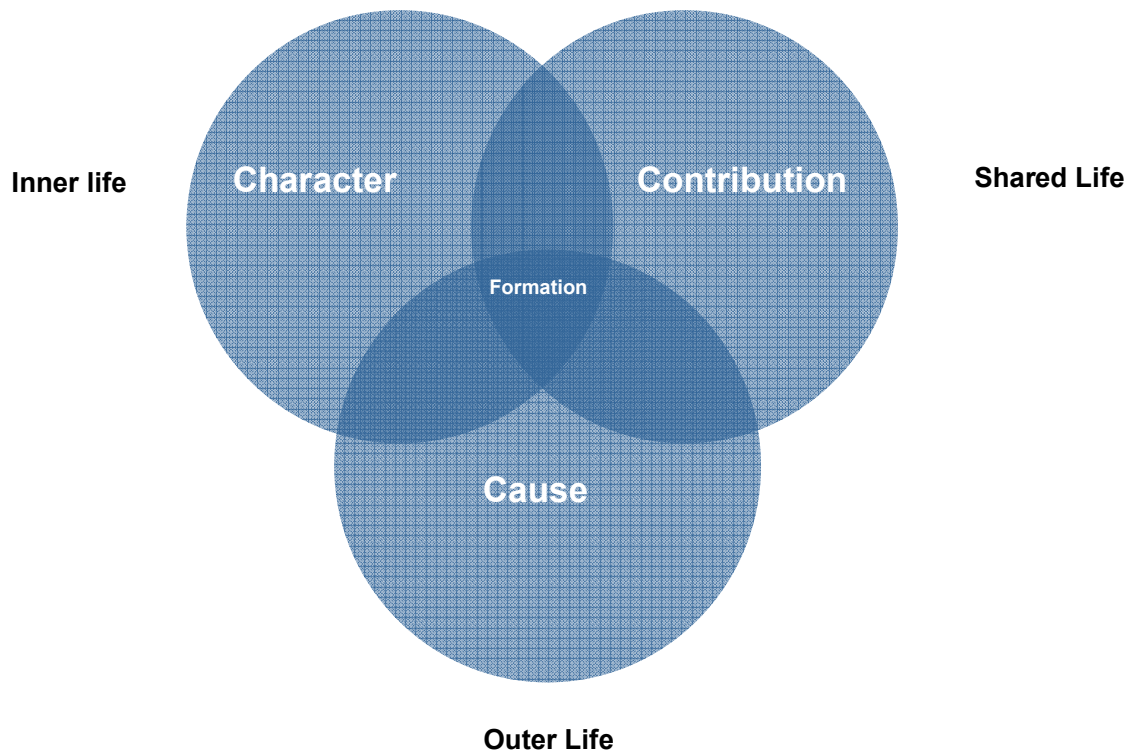 Inner life
Character
Contribution
Shared Life
Formation
Cause
Outer Life